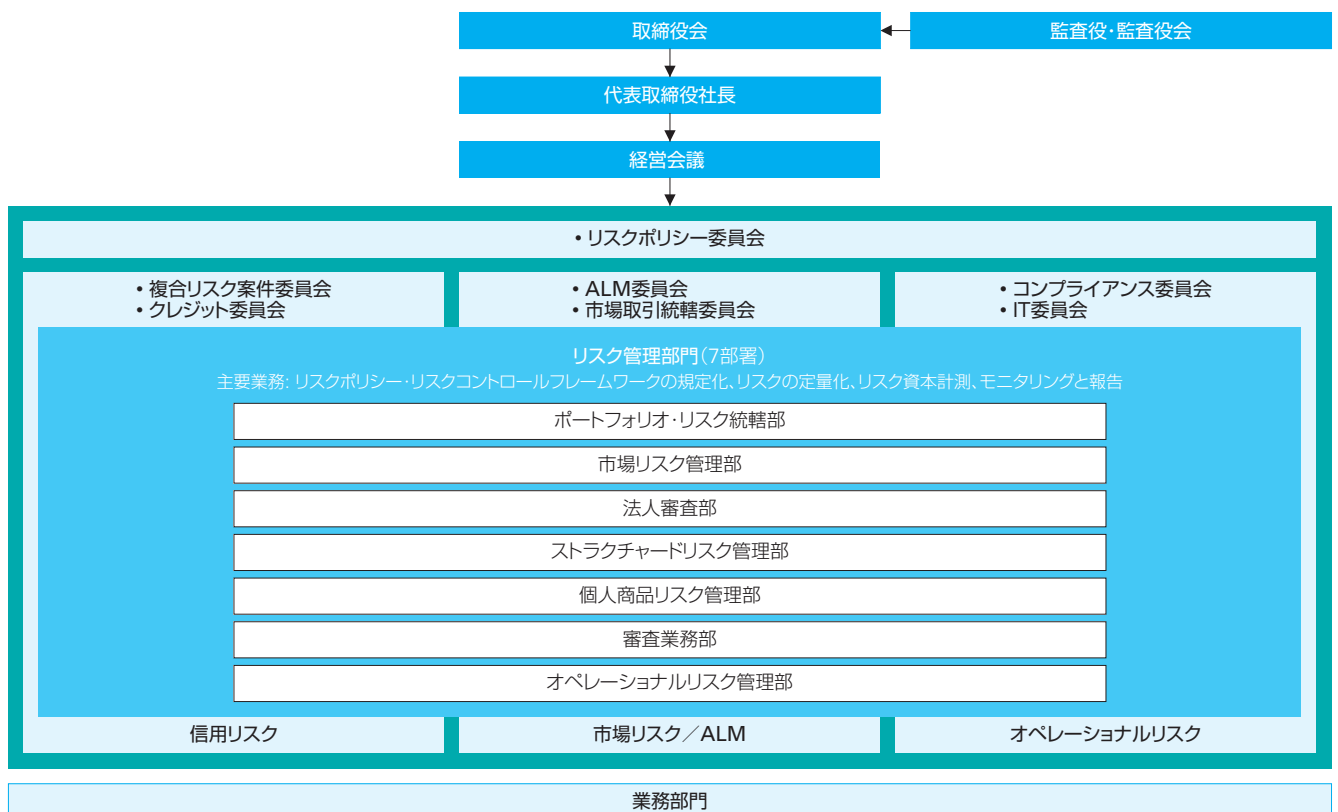 取締役会
監査役・監査役会
代表取締役社長
経営会議
• リスクポリシー委員会
• 複合リスク案件委員会
• クレジット委員会
• ALM委員会
• 市場取引統轄委員会
• コンプライアンス委員会
• IT委員会
リスク管理部門(7部署)
主要業務: リスクポリシー・リスクコントロールフレームワークの規定化、リスクの定量化、リスク資本計測、モニタリングと報告
ポートフォリオ・リスク統轄部
市場リスク管理部
法人審査部
ストラクチャードリスク管理部
個人商品リスク管理部
審査業務部
オペレーショナルリスク管理部
信用リスク
市場リスク／ALM
オペレーショナルリスク
業務部門